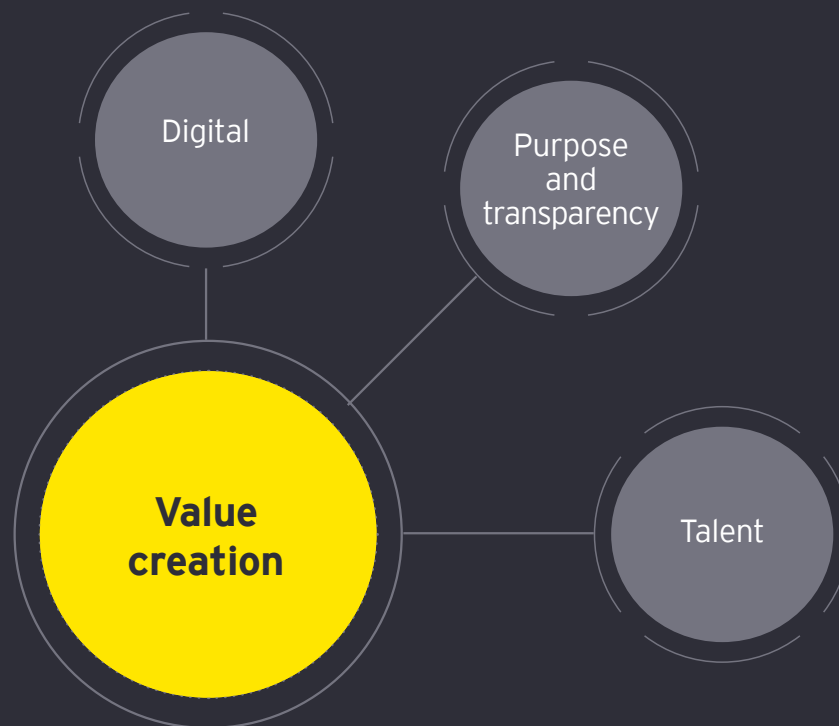 Digital
Purpose
and
transparency
Value
creation
Talent